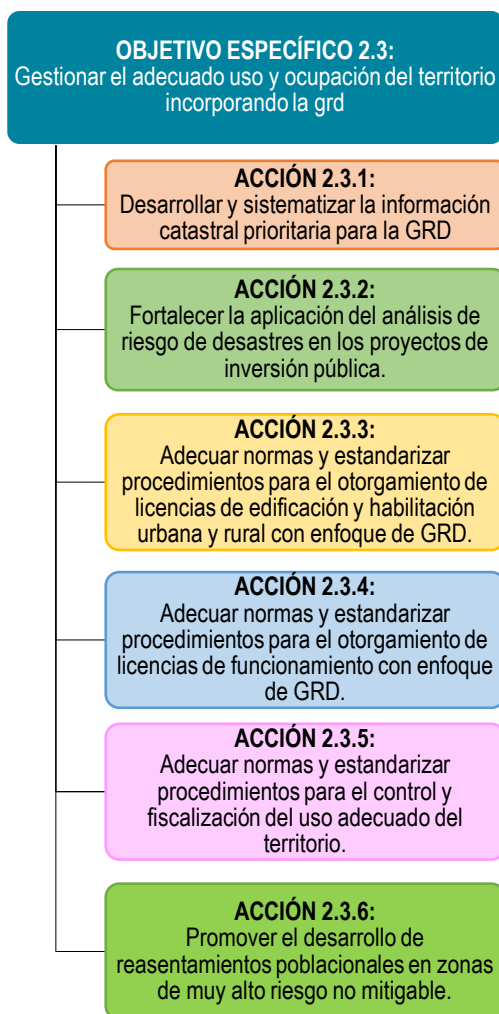 OBJETIVO ESPECÍFICO 2.3:
Gestionar el adecuado uso y ocupación del territorio
incorporando la grd
ACCIÓN 2.3.1:
Desarrollar y sistematizar la información
catastral prioritaria para la GRD
ACCIÓN 2.3.2:
Fortalecer la aplicación del análisis de
riesgo de desastres en los proyectos de
inversión pública.
ACCIÓN 2.3.3:
Adecuar normas y estandarizar
procedimientos para el otorgamiento de
licencias de edificación y habilitación
urbana y rural con enfoque de GRD.
ACCIÓN 2.3.4:
Adecuar normas y estandarizar
procedimientos para el otorgamiento de
licencias de funcionamiento con enfoque
de GRD.
ACCIÓN 2.3.5:
Adecuar normas y estandarizar
procedimientos para el control y
fiscalización del uso adecuado del
territorio.
ACCIÓN 2.3.6:
Promover el desarrollo de
reasentamientos poblacionales en zonas
de muy alto riesgo no mitigable.